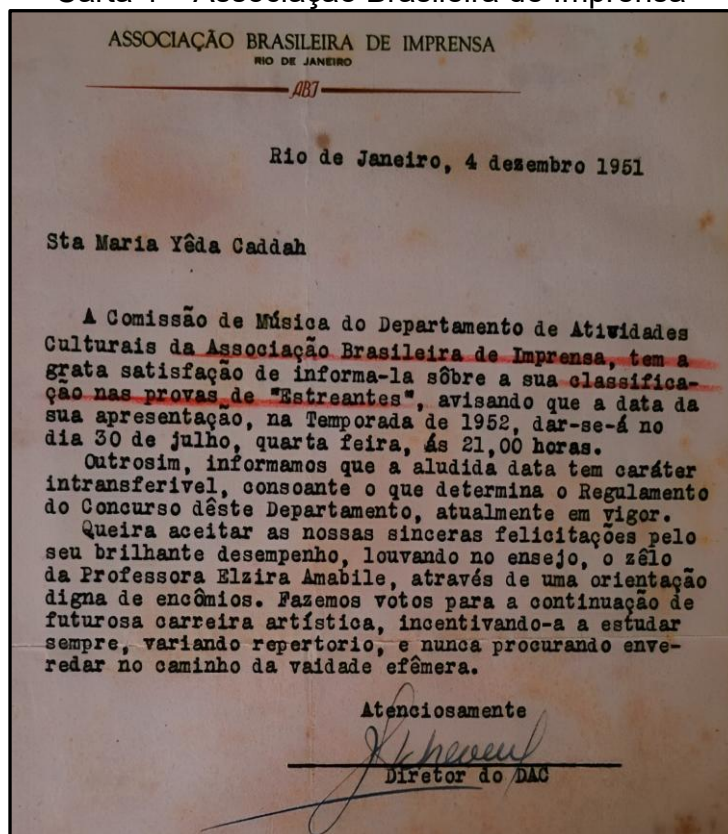 ASSOCIAÇÃO BRASILEIRA DE IMPRENSA
RIO DE JANEIRO
ABI
Rio de Janeiro, 4 dezembro 1951
Sta Maria Yêda Caddah
A Comissão de Música do Departamento de Atividades
Culturais da Associação Brasileira de Imprensa, tem a
grata satisfação de informa-la sôbre a sua classifica-
ção nas provas de "Estreantes", avisando que a data da
sua apresentação, na Temporada de 1952, dar-se-á no
dia 30 de julho, quarta feira, ás 21,00 horas.
Outrosim, informamos que a aludida data tem caráter
intransferivel, consoante o que determina o Regulamento
do Concurso dêste Departamento, atualmente em vigor.
Queira aceitar as nossas sinceras felicitações pelo
seu brilhante desempenho, louvando no ensejo, o zêlo
da Professora Elzira Amabile, através de uma orientação
digna de encômios. Fazemos votos para a continuação de
futurosa carreira artística, incentivando-a a estudar
sempre, variando repertorio, e nunca procurando enve-
redar no caminho da vaidade efêmera.
Atenciosamente
Diretor do DAC